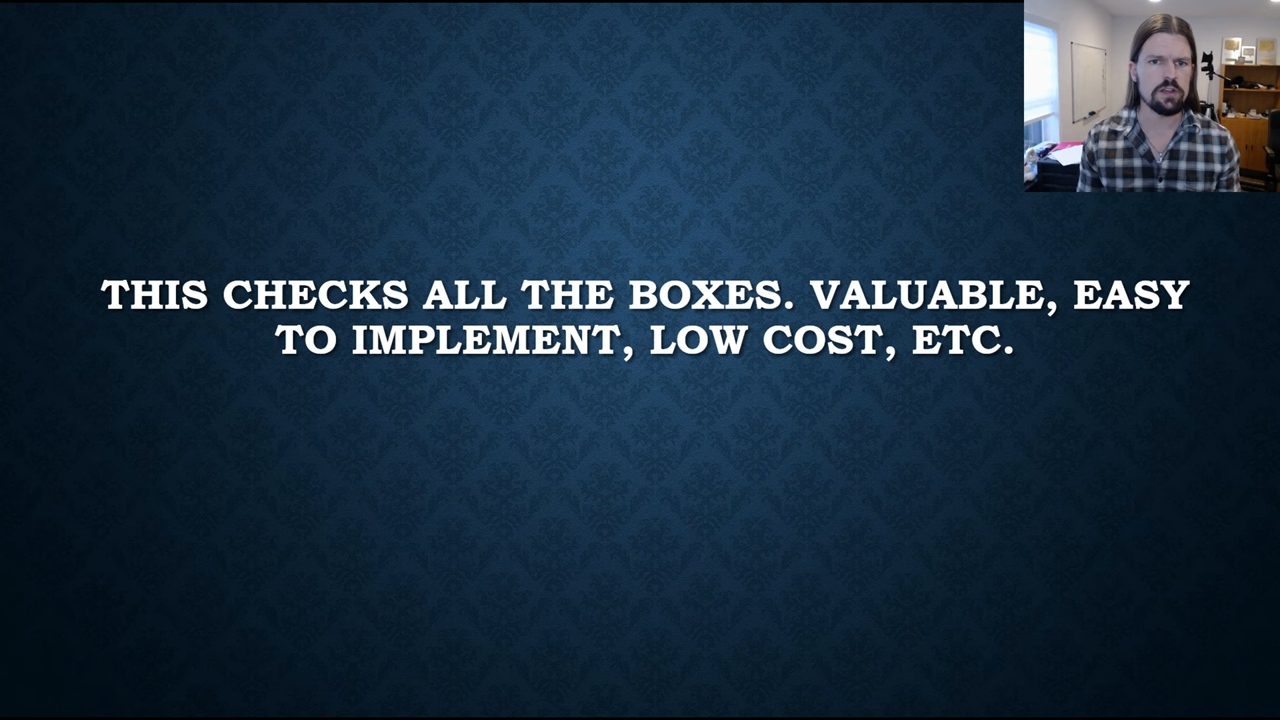 THIS CHECKS ALL THE BOXES. VALUABLE, EASY
TO IMPLEMENT, LOW COST, ETC.